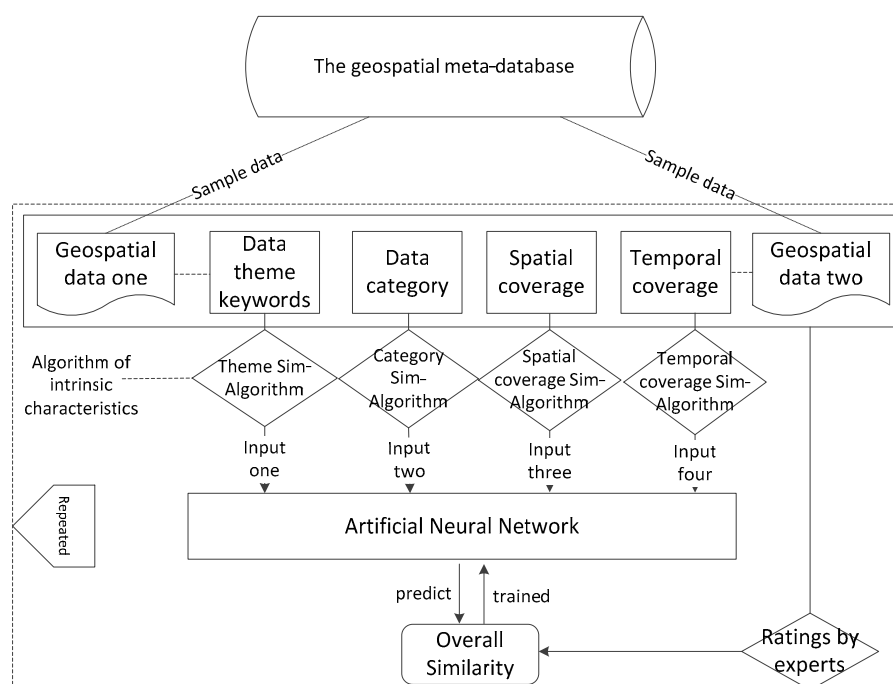 The geospatial meta-database
Sample data
Sample data
Geospatial
data one
Data
theme
keywords
Data
category
Spatial
coverage
Temporal
coverage
Geospatial
data two
Algorithm of
intrinsic
characteristics
Theme Sim-
Algorithm
Category
Sim-
Algorithm
Spatial
coverage Sim-
Algorithm
Temporal
coverage Sim-
Algorithm
Input
one
Input
two
Input
three
Input
four
Repeated
Artificial Neural Network
predict
trained
Overall
Similarity
Ratings by
experts